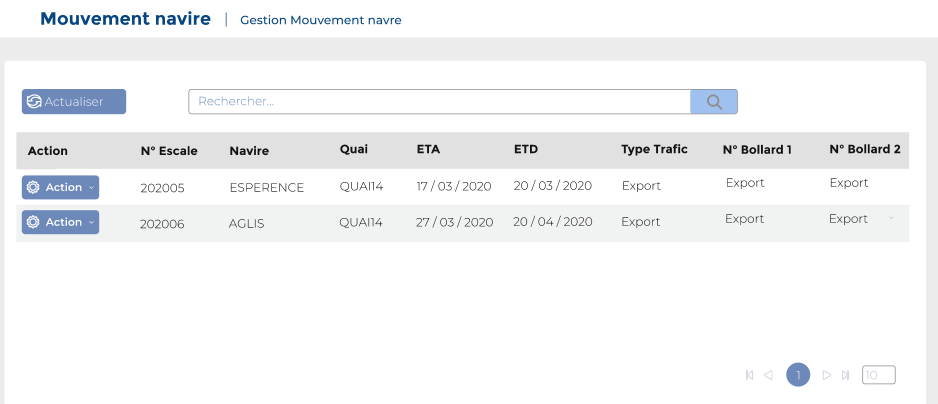 Mouvement navire | Gestion Mouvement navre
Actualiser Rechercher...
Action N° Escale Navire Quai ETA ETD Type Trafic N° Bollard 1 N° Bollard 2
Action 202005 ESPERENCE QUAI14 17 / 03 / 2020 20 / 03 / 2020 Export Export Export
Action 202006 AGLIS QUAI14 27 / 03 / 2020 20 / 04 / 2020 Export Export Export
1 10